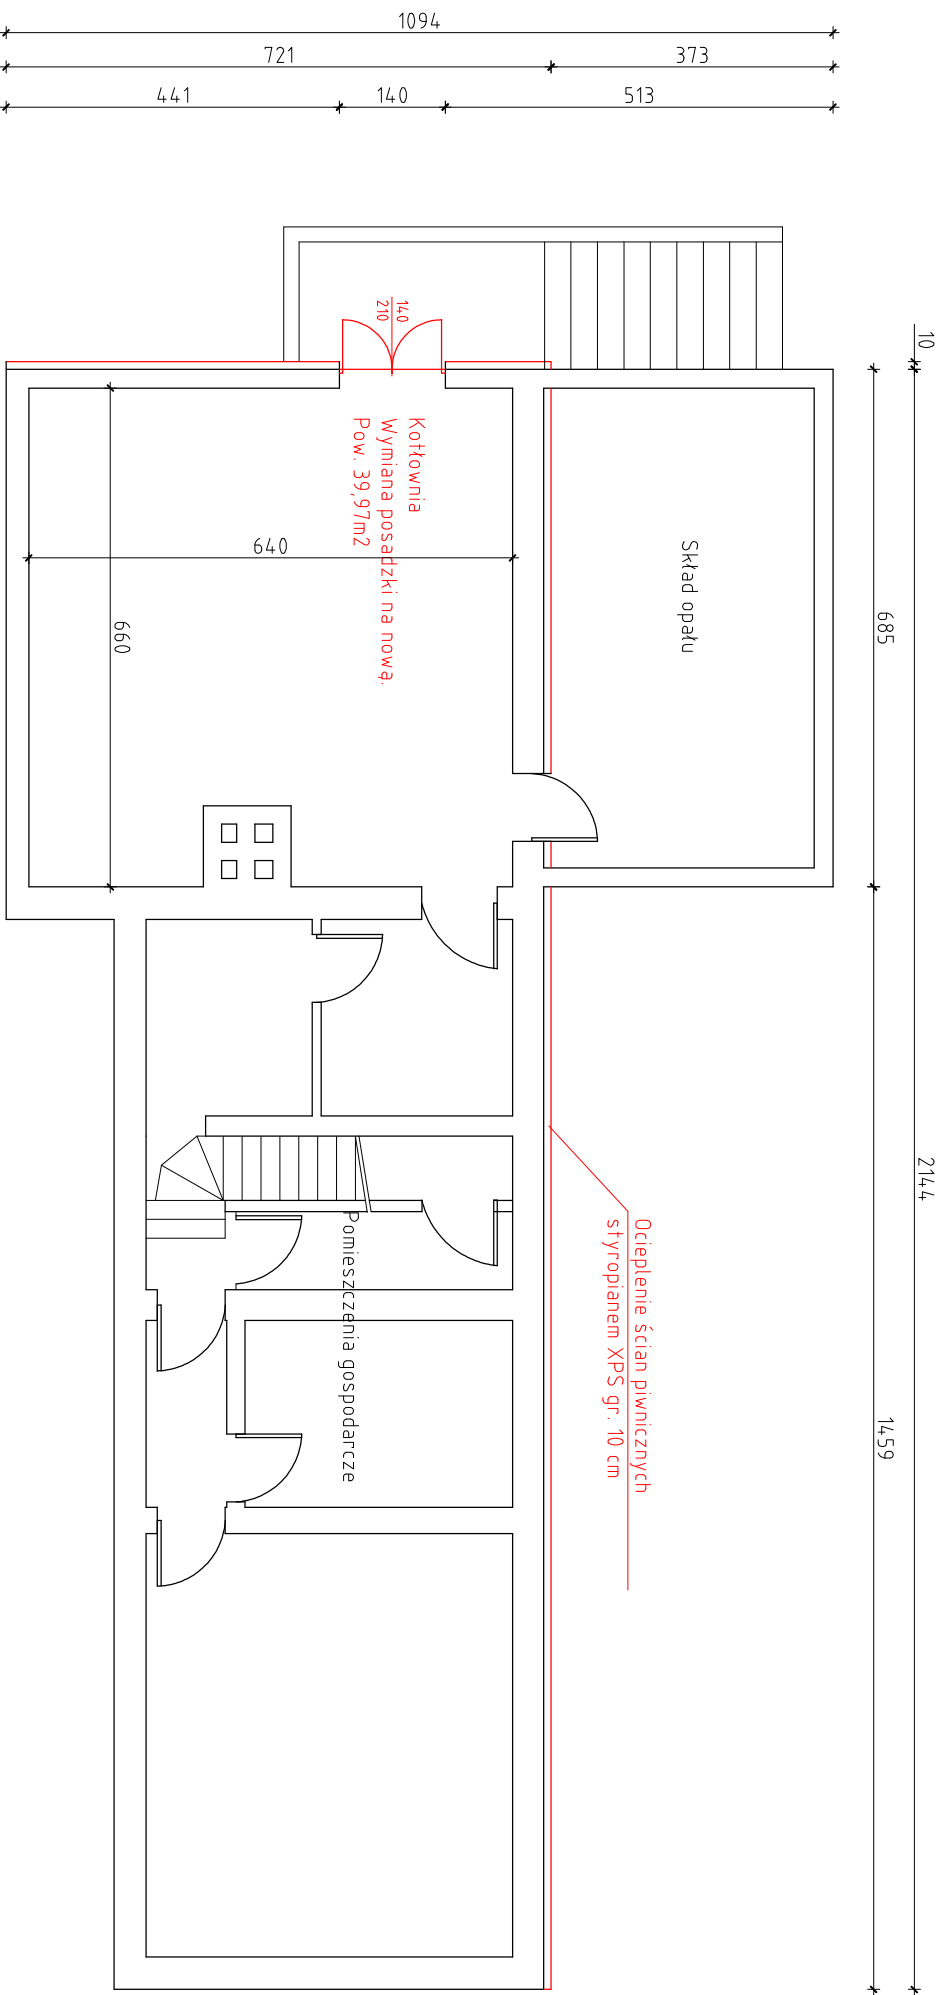 1094
721
373
441
140
513
10
140
210
Kotłownia
Wymiana posadzki na nową.
Pow. 39,97m2
640
660
Skład opału
685
2144
1459
Ocieplenie ścian piwnicznych
styropianem XPS gr. 10 cm
Pomieszczenia gospodarcze